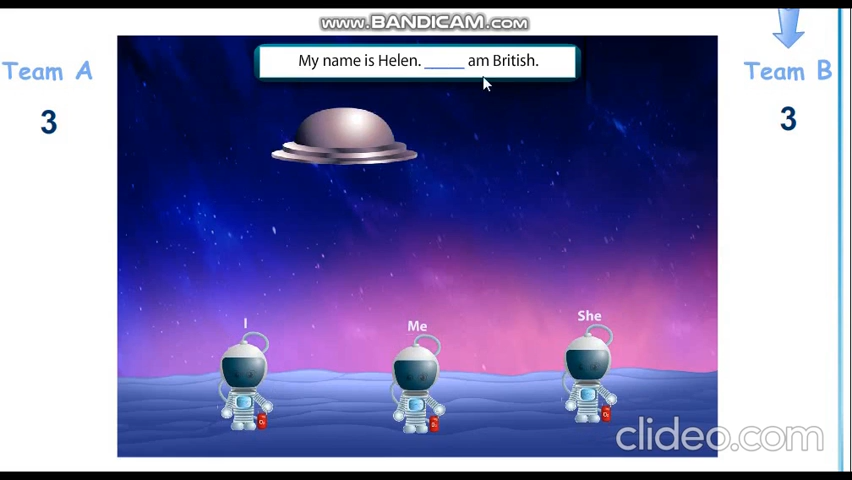 www.BANDICAM.com
Team A
3
My name is Helen. _____ am British.
Team B
3
I
Me
She
clideo.com